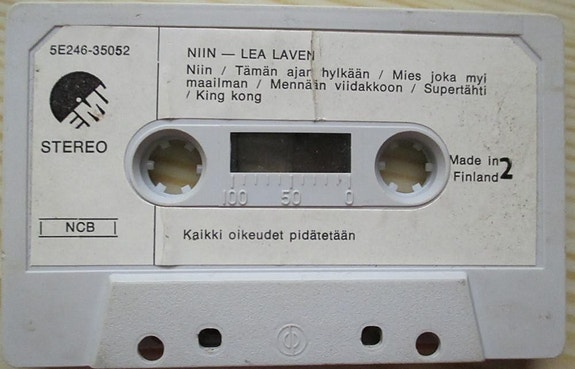 5E246-35052
EMI
STEREO
NCB
NIIN — LEA LAVEN
Niin / Tämän ajan hylkään / Mies joka myi
maailman / Mennään viidakkoon / Supertähti
/ King kong
100 50 0
Made in
Finland 2
Kaikki oikeudet pidätetään